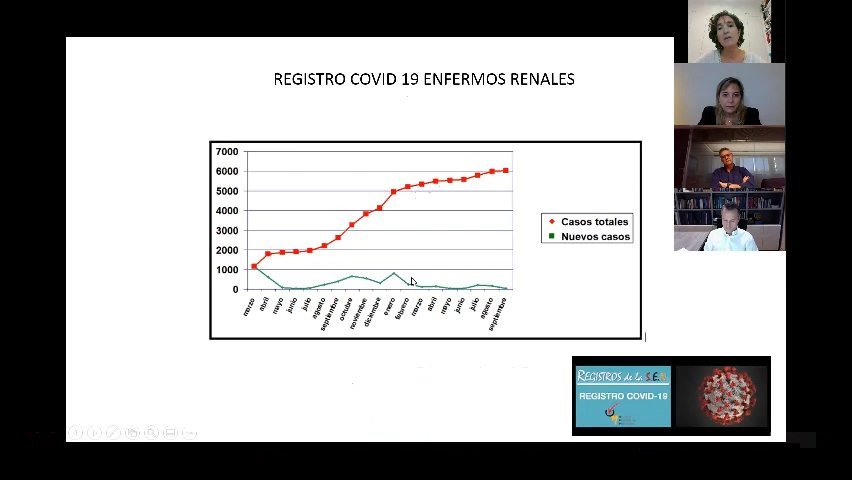 REGISTRO COVID 19 ENFERMOS RENALES
7000
6000
5000
4000
3000
2000
1000
0
marzo
abril
mayo
junio
julio
agosto
septiembre
octubre
noviembre
diciembre
enero
febrero
marzo
abril
mayo
junio
julio
agosto
septiembre
Casos totales
Nuevos casos
REGISTROS de la S.E.N
REGISTRO COVID-19